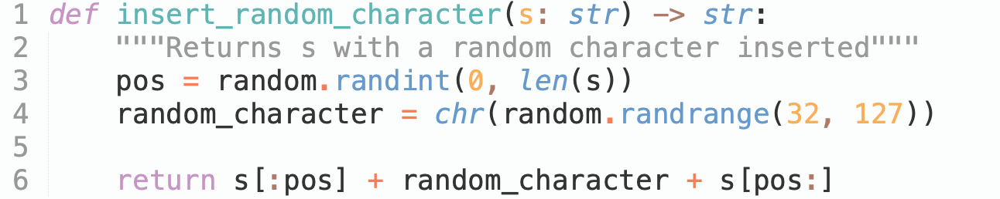 1 def insert_random_character(s: str) -> str:
2     """Returns s with a random character inserted"""
3     pos = random.randint(0, len(s))
4     random_character = chr(random.randrange(32, 127))
5
6     return s[:pos] + random_character + s[pos:]